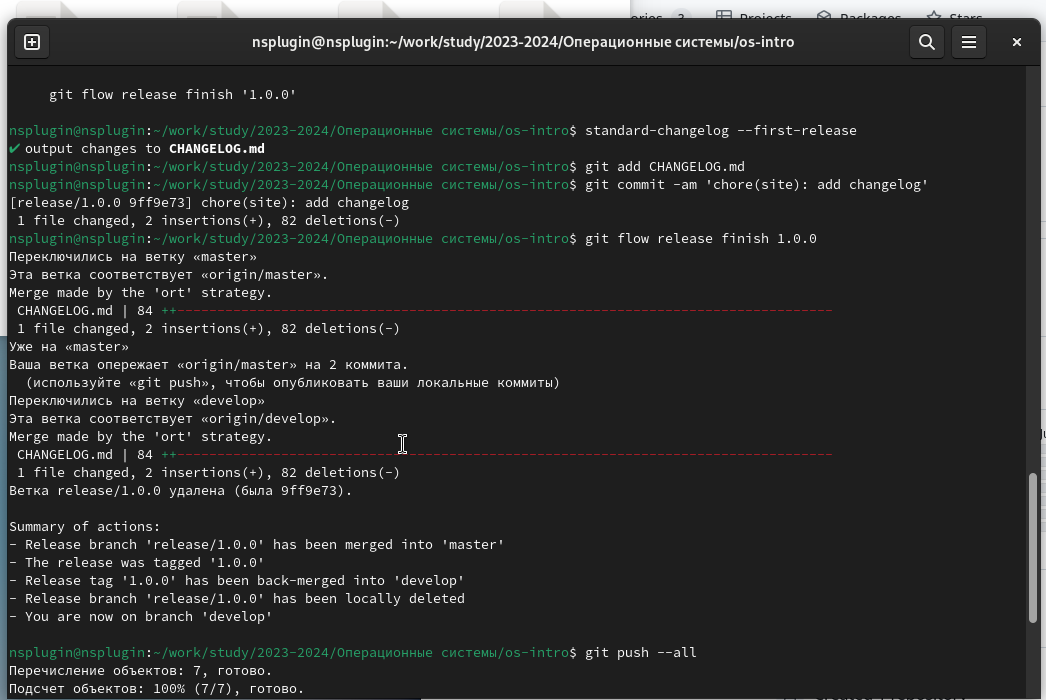 Projects
Packages
Stars
nsplugin@nsplugin:~/work/study/2023-2024/Операционные системы/os-intro
git flow release finish '1.0.0'
nsplugin@nsplugin:~/work/study/2023-2024/Операционные системы/os-intro$ standard-changelog --first-release
✔ output changes to CHANGELOG.md
nsplugin@nsplugin:~/work/study/2023-2024/Операционные системы/os-intro$ git add CHANGELOG.md
nsplugin@nsplugin:~/work/study/2023-2024/Операционные системы/os-intro$ git commit -am 'chore(site): add changelog'
[release/1.0.0 9ff9e73] chore(site): add changelog
1 file changed, 2 insertions(+), 82 deletions(-)
nsplugin@nsplugin:~/work/study/2023-2024/Операционные системы/os-intro$ git flow release finish 1.0.0
Переключились на ветку «master»
Эта ветка соответствует «origin/master».
Merge made by the 'ort' strategy.
CHANGELOG.md | 84 ++----------------------------------------------------------------------------------
1 file changed, 2 insertions(+), 82 deletions(-)
Уже на «master»
Ваша ветка опережает «origin/master» на 2 коммита.
(используйте «git push», чтобы опубликовать ваши локальные коммиты)
Переключились на ветку «develop»
Эта ветка соответствует «origin/develop».
Merge made by the 'ort' strategy.
CHANGELOG.md | 84 ++----------------------------------------------------------------------------------
1 file changed, 2 insertions(+), 82 deletions(-)
Ветка release/1.0.0 удалена (была 9ff9e73).
Summary of actions:
- Release branch 'release/1.0.0' has been merged into 'master'
- The release was tagged '1.0.0'
- Release tag '1.0.0' has been back-merged into 'develop'
- Release branch 'release/1.0.0' has been locally deleted
- You are now on branch 'develop'
nsplugin@nsplugin:~/work/study/2023-2024/Операционные системы/os-intro$ git push --all
Перечисление объектов: 7, готово.
Подсчет объектов: 100% (7/7), готово.